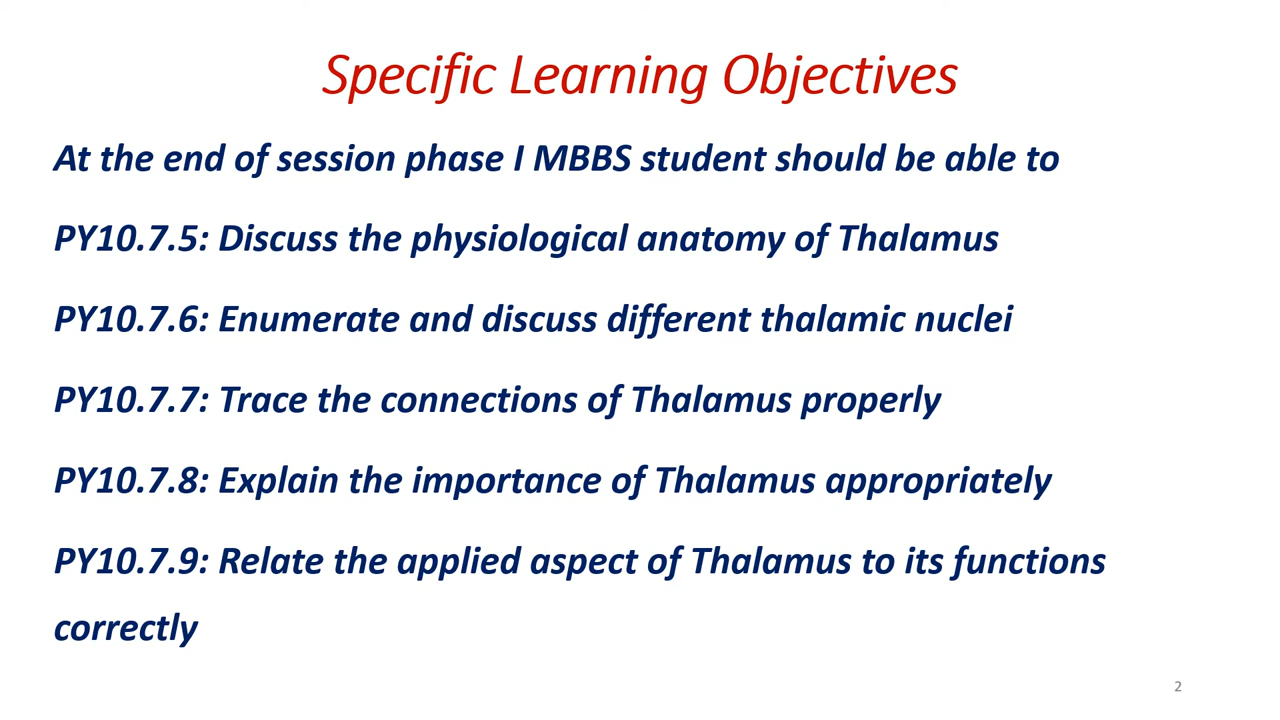 Specific Learning Objectives
At the end of session phase I MBBS student should be able to
PY10.7.5: Discuss the physiological anatomy of Thalamus
PY10.7.6: Enumerate and discuss different thalamic nuclei
PY10.7.7: Trace the connections of Thalamus properly
PY10.7.8: Explain the importance of Thalamus appropriately
PY10.7.9: Relate the applied aspect of Thalamus to its functions
correctly
2